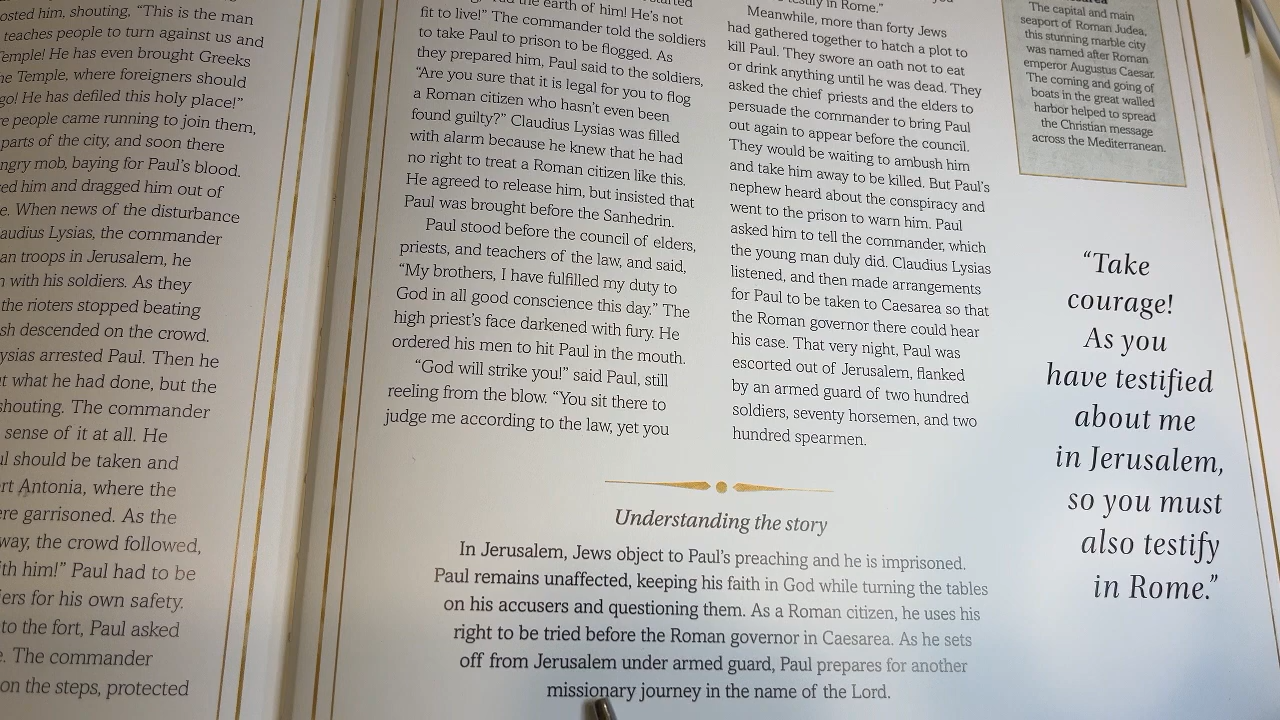 osted him, shouting, “This is the man
teaches people to turn against us and
Temple! He has even brought Greeks
he Temple, where foreigners should
go! He has defiled this holy place!”
people came running to join them,
parts of the city, and soon there
ngry mob, baying for Paul’s blood.
ed him and dragged him out of
e. When news of the disturbance
audius Lysias, the commander
an troops in Jerusalem, he
with his soldiers. As they
the rioters stopped beating
sh descended on the crowd.
ysias arrested Paul. Then he
t what he had done, but the
shouting. The commander
sense of it at all. He
ul should be taken and
rt Antonia, where the
ere garrisoned. As the
way, the crowd followed,
ith him!” Paul had to be
iers for his own safety.
to the fort, Paul asked
e. The commander
on the steps, protected
the earth of him! He’s not
fit to live!” The commander told the soldiers
to take Paul to prison to be flogged. As
they prepared him, Paul said to the soldiers,
“Are you sure that it is legal for you to flog
a Roman citizen who hasn’t even been
found guilty?” Claudius Lysias was filled
with alarm because he knew that he had
no right to treat a Roman citizen like this.
He agreed to release him, but insisted that
Paul was brought before the Sanhedrin.
Paul stood before the council of elders,
priests, and teachers of the law, and said,
“My brothers, I have fulfilled my duty to
God in all good conscience this day.” The
high priest’s face darkened with fury. He
ordered his men to hit Paul in the mouth.
“God will strike you!” said Paul, still
reeling from the blow. “You sit there to
judge me according to the law, yet you
testify in Rome.”
Meanwhile, more than forty Jews
had gathered together to hatch a plot to
kill Paul. They swore an oath not to eat
or drink anything until he was dead. They
asked the chief priests and the elders to
persuade the commander to bring Paul
out again to appear before the council.
They would be waiting to ambush him
and take him away to be killed. But Paul’s
nephew heard about the conspiracy and
went to the prison to warn him. Paul
asked him to tell the commander, which
the young man duly did. Claudius Lysias
listened, and then made arrangements
for Paul to be taken to Caesarea so that
the Roman governor there could hear
his case. That very night, Paul was
escorted out of Jerusalem, flanked
by an armed guard of two hundred
soldiers, seventy horsemen, and two
hundred spearmen.
The capital and main
seaport of Roman Judea,
this stunning marble city
was named after Roman
emperor Augustus Caesar.
The coming and going of
boats in the great walled
harbor helped to spread
the Christian message
across the Mediterranean.
“Take
courage!
As you
have testified
about me
in Jerusalem,
so you must
also testify
in Rome.”
Understanding the story
In Jerusalem, Jews object to Paul’s preaching and he is imprisoned.
Paul remains unaffected, keeping his faith in God while turning the tables
on his accusers and questioning them. As a Roman citizen, he uses his
right to be tried before the Roman governor in Caesarea. As he sets
off from Jerusalem under armed guard, Paul prepares for another
missionary journey in the name of the Lord.